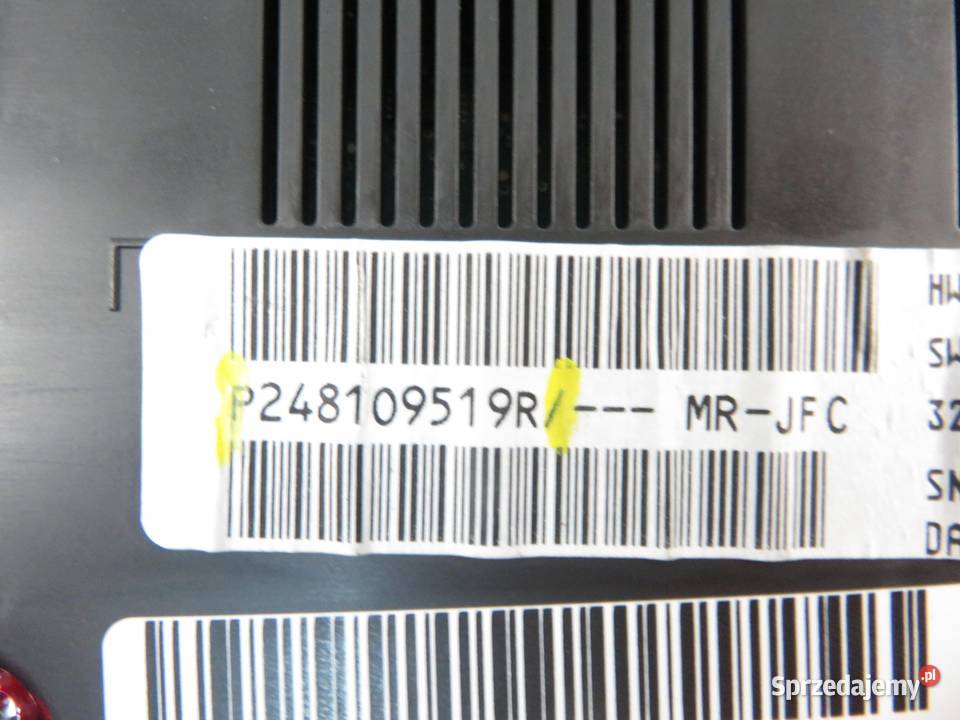 P248109519R/--- MR-JFC
HW
SW
32
SN
DA
Sprzedajemy.pl